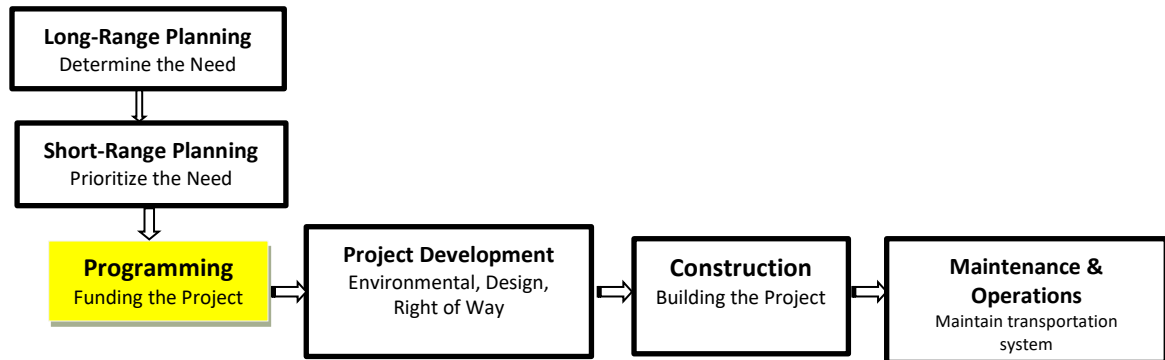 Long-Range Planning
Determine the Need
Short-Range Planning
Prioritize the Need
Programming
Funding the Project
Project Development
Environmental, Design,
Right of Way
Construction
Building the Project
Maintenance &
Operations
Maintain transportation
system